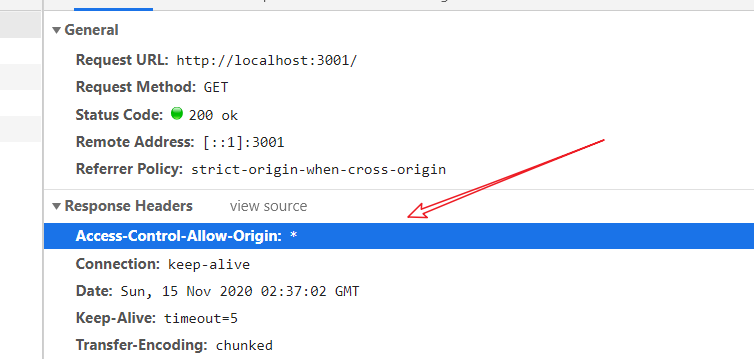 General
Request URL: http://localhost:3001/
Request Method: GET
Status Code: 200 ok
Remote Address: [::1]:3001
Referrer Policy: strict-origin-when-cross-origin
Response Headers view source
Access-Control-Allow-Origin: *
Connection: keep-alive
Date: Sun, 15 Nov 2020 02:37:02 GMT
Keep-Alive: timeout=5
Transfer-Encoding: chunked